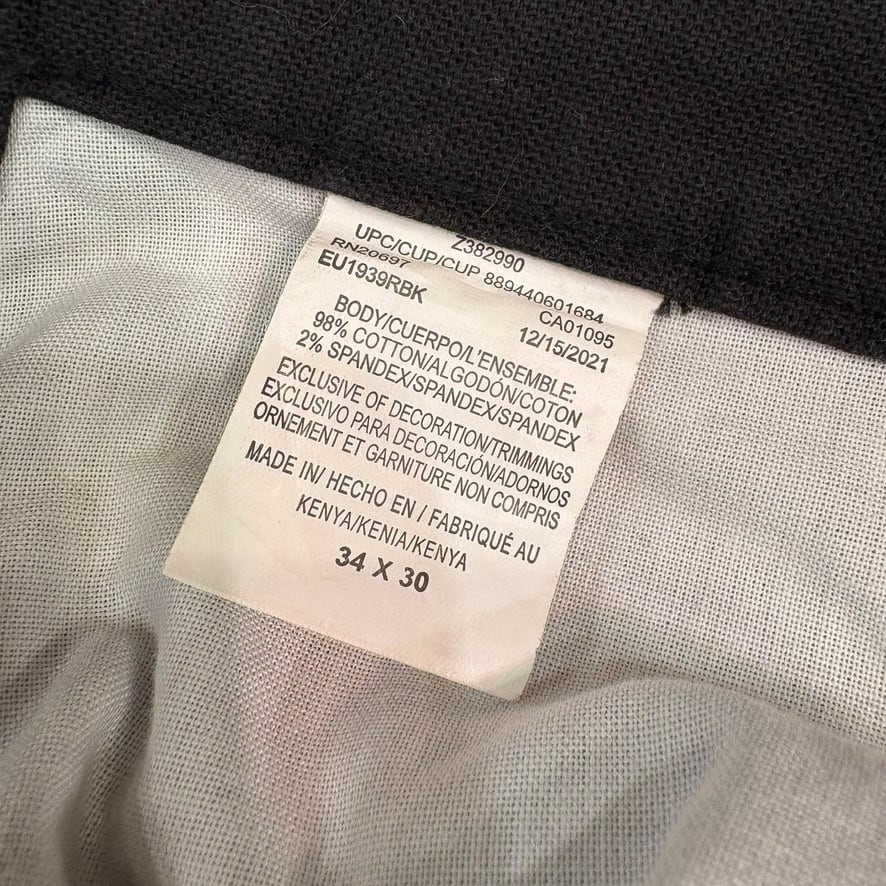 Z382990
UPC/CUP/CUP 889440601684
RN20697 CA01095
EU1939RBK 12/15/2021
BODY/CUERPO/L'ENSEMBLE:
98% COTTON/ALGODÓN/COTON
2% SPANDEX/SPANDEX/SPANDEX
EXCLUSIVE OF DECORATION/TRIMMINGS
EXCLUSIVO PARA DECORACIÓN/ADORNOS
ORNEMENT ET GARNITURE NON COMPRIS
MADE IN/ HECHO EN / FABRIQUÉ AU
KENYA/KENIA/KENYA
34 X 30